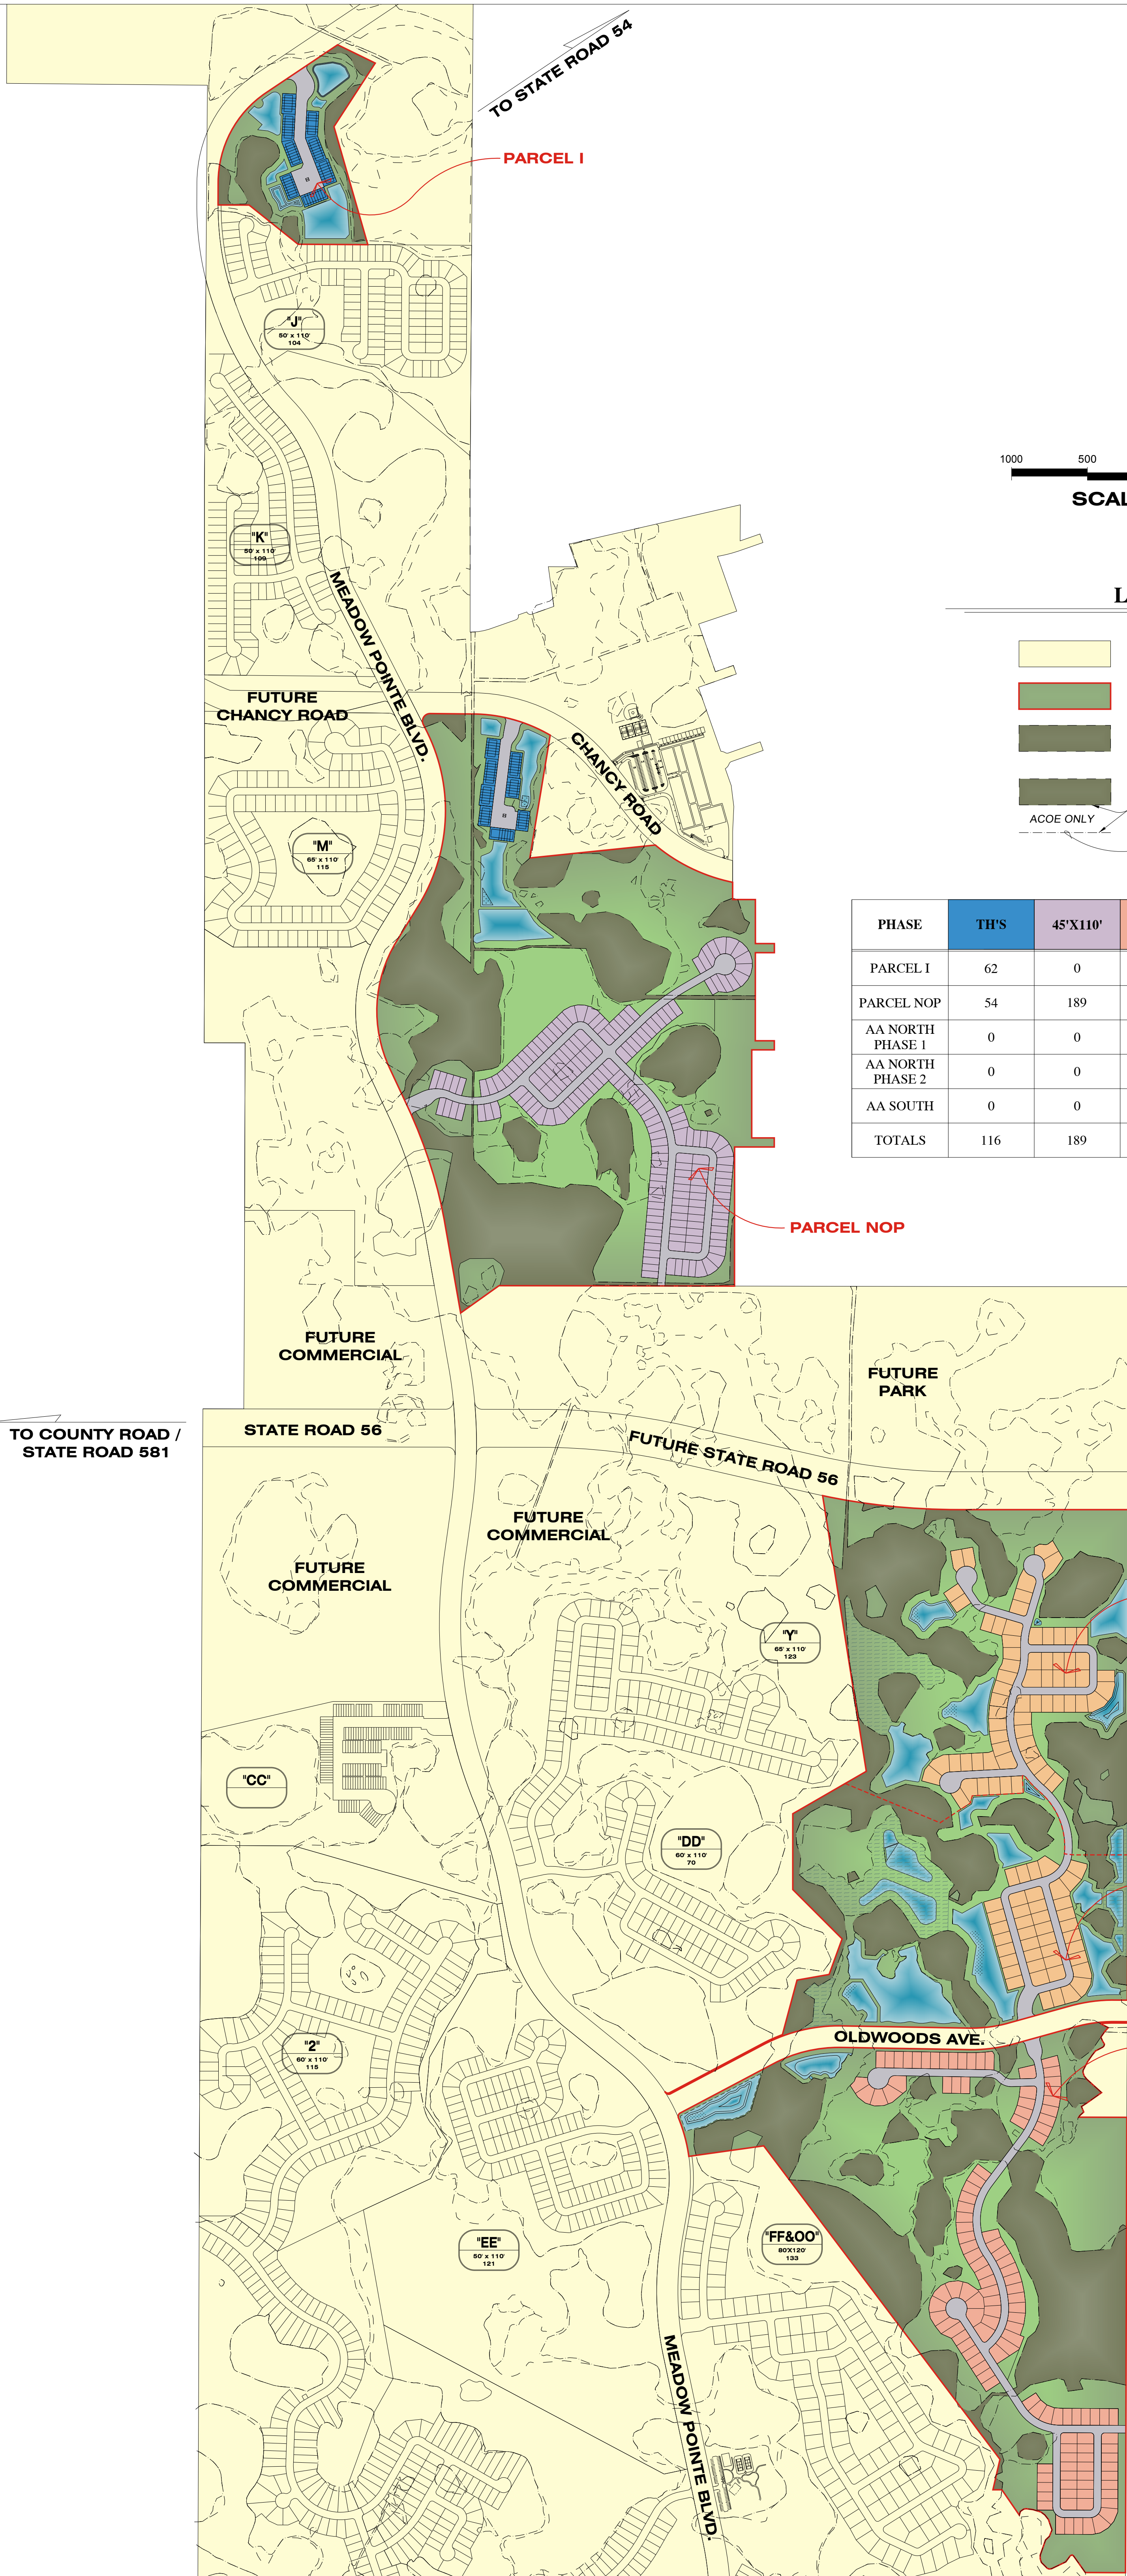 TO STATE ROAD 54
PARCEL I
"J"
50' x 110'
104
1000 500
SCAL
"K"
50' x 110'
109
MEADOW POINTE BLVD.
L
FUTURE
CHANCY ROAD
CHANCY ROAD
ACOE ONLY
"M"
65' x 110'
115
PHASE TH'S 45'X110'
PARCEL I 62 0
PARCEL NOP 54 189
AA NORTH
PHASE 1 0 0
AA NORTH
PHASE 2 0 0
AA SOUTH 0 0
TOTALS 116 189
PARCEL NOP
FUTURE
COMMERCIAL
FUTURE
PARK
TO COUNTY ROAD /
STATE ROAD 581
STATE ROAD 56
FUTURE STATE ROAD 56
FUTURE
COMMERCIAL
FUTURE
COMMERCIAL
"Y"
65' x 110'
123
"CC"
"DD"
60' x 110'
70
OLDWOODS AVE.
"2"
60' x 110'
115
"EE"
50' x 110'
121
"FF&OO"
80'X120'
133
MEADOW POINTE BLVD.